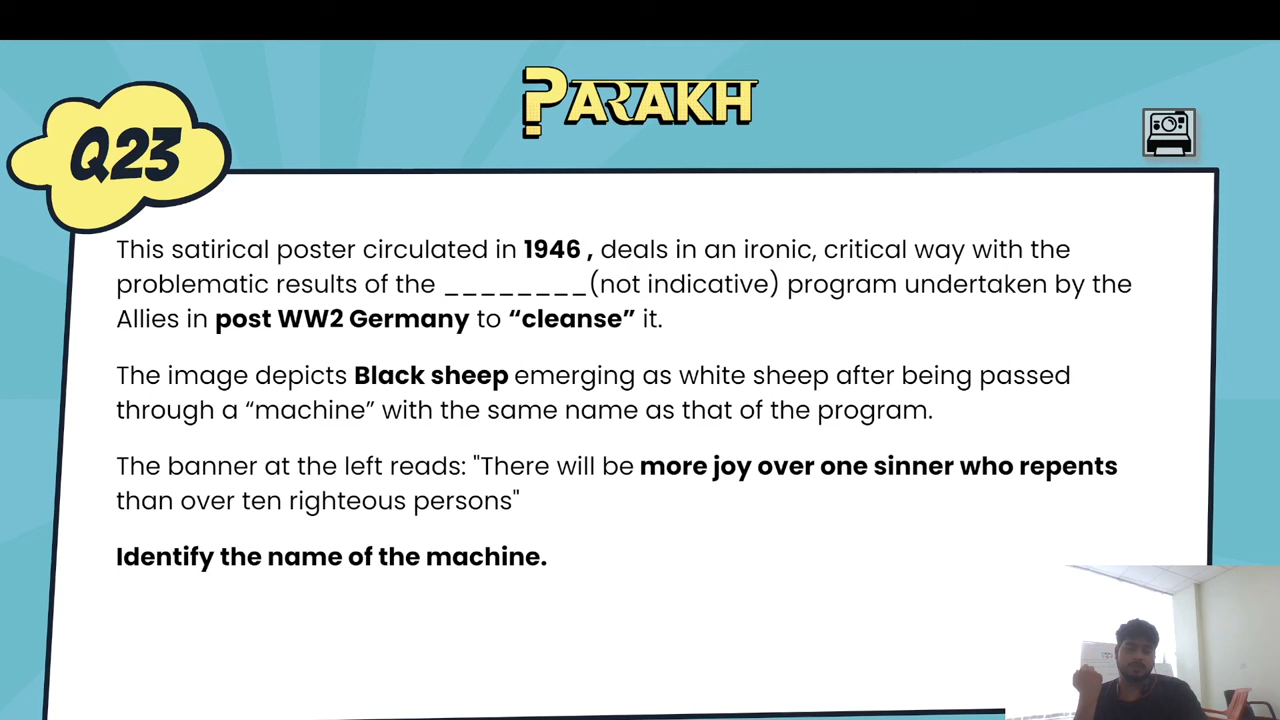 ?PARAKH
Q23
This satirical poster circulated in 1946 , deals in an ironic, critical way with the
problematic results of the ________(not indicative) program undertaken by the
Allies in post WW2 Germany to “cleanse” it.
The image depicts Black sheep emerging as white sheep after being passed
through a “machine” with the same name as that of the program.
The banner at the left reads: "There will be more joy over one sinner who repents
than over ten righteous persons"
Identify the name of the machine.